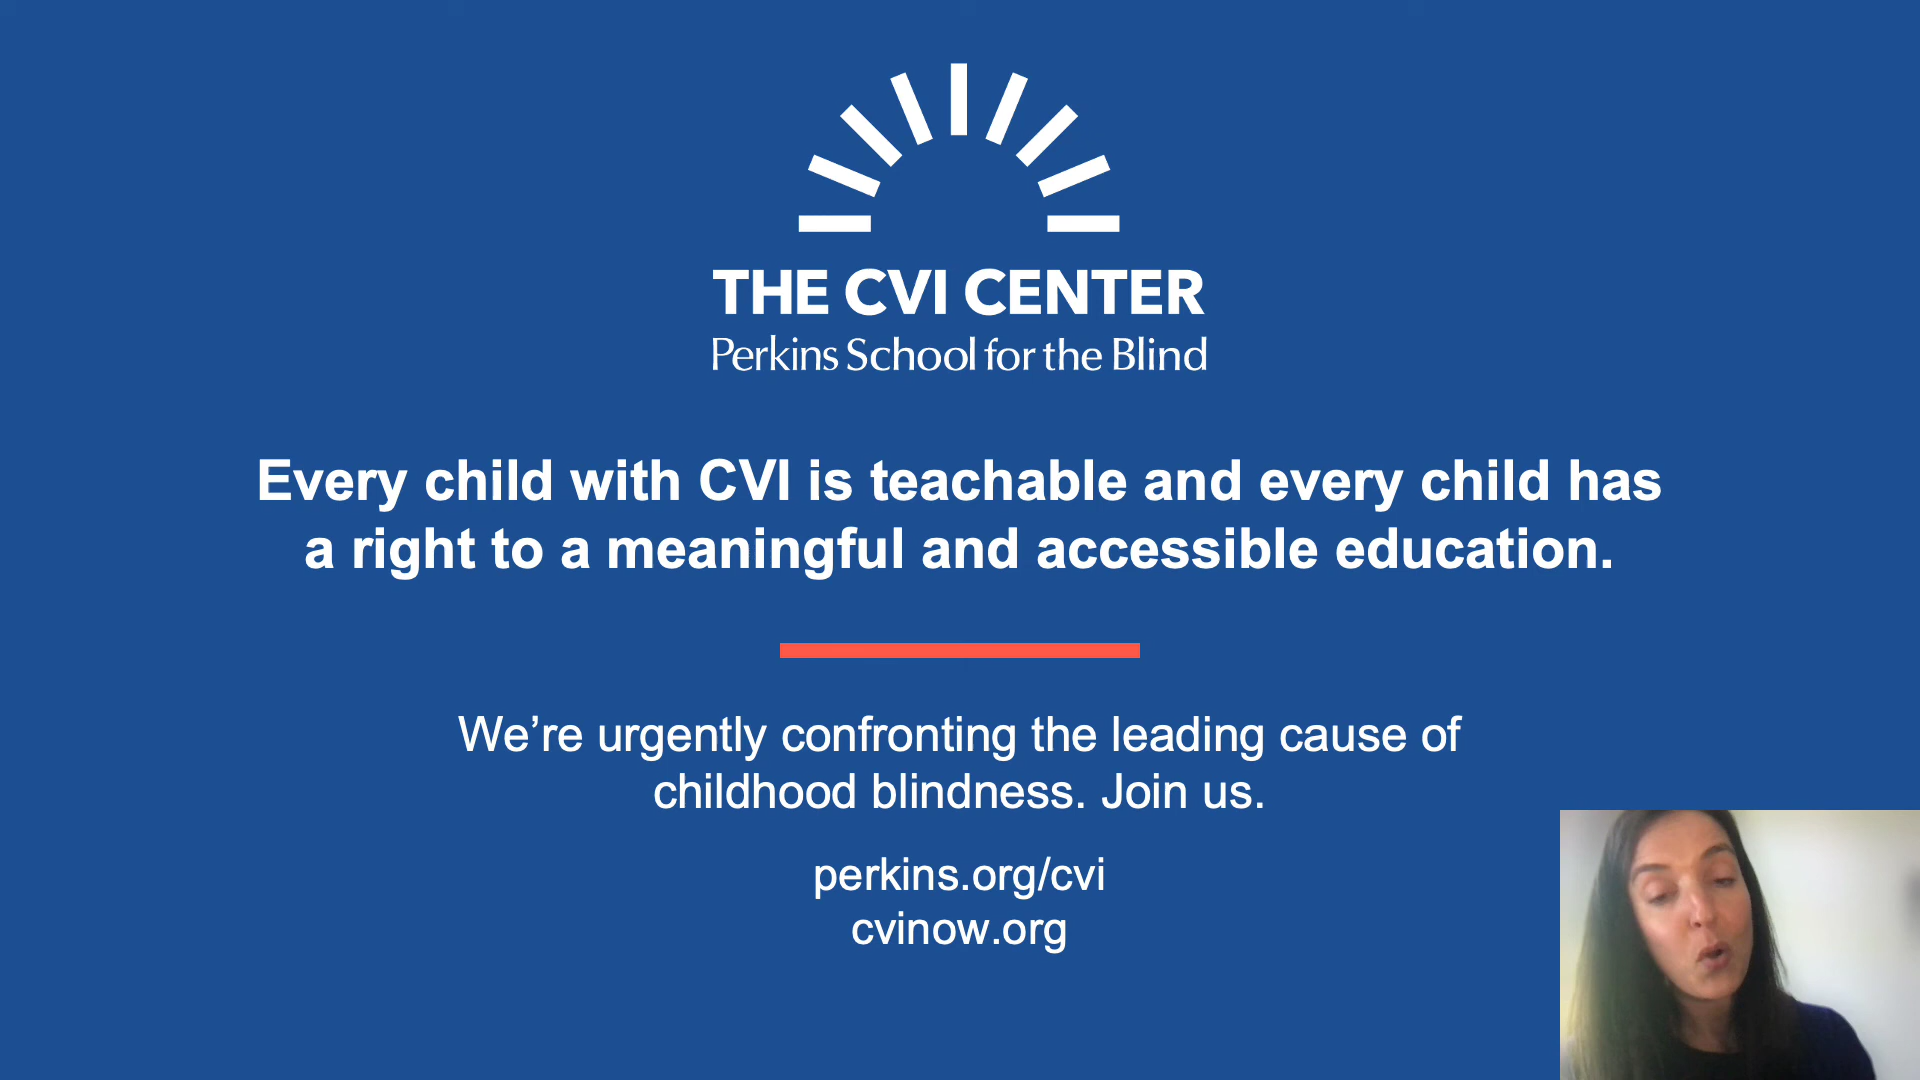 THE CVI CENTER
Perkins School for the Blind
Every child with CVI is teachable and every child has
a right to a meaningful and accessible education.
We’re urgently confronting the leading cause of
childhood blindness. Join us.
perkins.org/cvi
cvinow.org